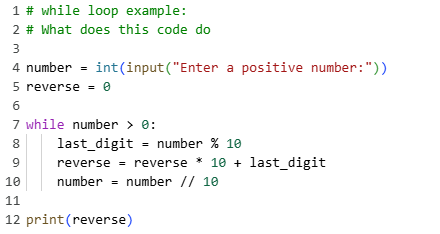 1 # while loop example:
2 # What does this code do
3
4 number = int(input("Enter a positive number:"))
5 reverse = 0
6
7 while number > 0:
8     last_digit = number % 10
9     reverse = reverse * 10 + last_digit
10     number = number // 10
11
12 print(reverse)